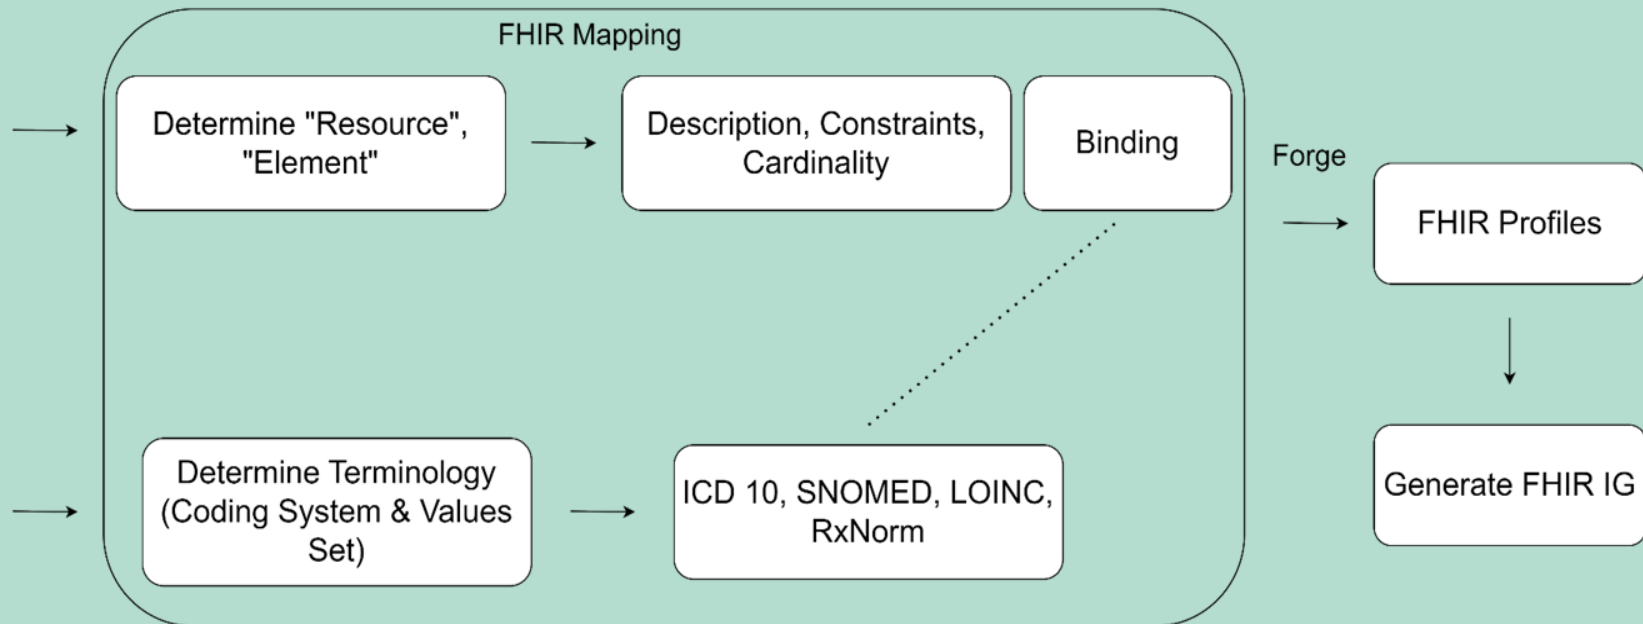 FHIR Mapping
Determine "Resource",
"Element"
Description, Constraints,
Cardinality
Binding
Forge
FHIR Profiles
Determine Terminology
(Coding System & Values
Set)
ICD 10, SNOMED, LOINC,
RxNorm
Generate FHIR IG